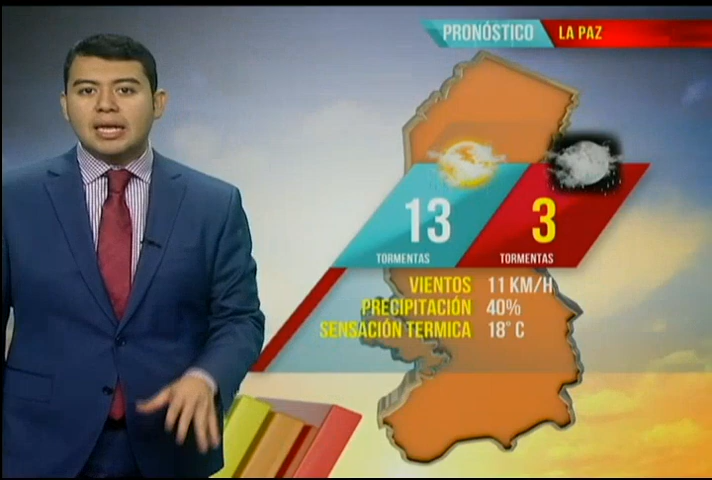 PRONÓSTICO LA PAZ
13 3
TORMENTAS TORMENTAS
VIENTOS 11 KM/H
PRECIPITACIÓN 40%
SENSACIÓN TERMICA 18° C